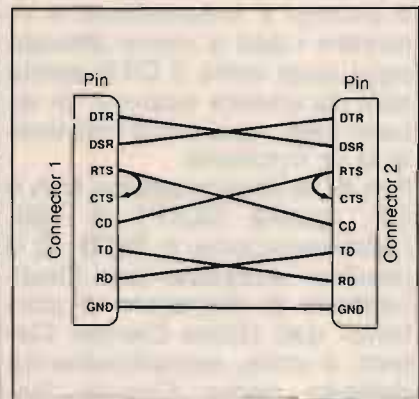 Pin
Pin
DTR
DSR
RTS
CTS
CD
TD
RD
GND
Connector 1
DTR
DSR
RTS
CTS
CD
TD
RD
GND
Connector 2